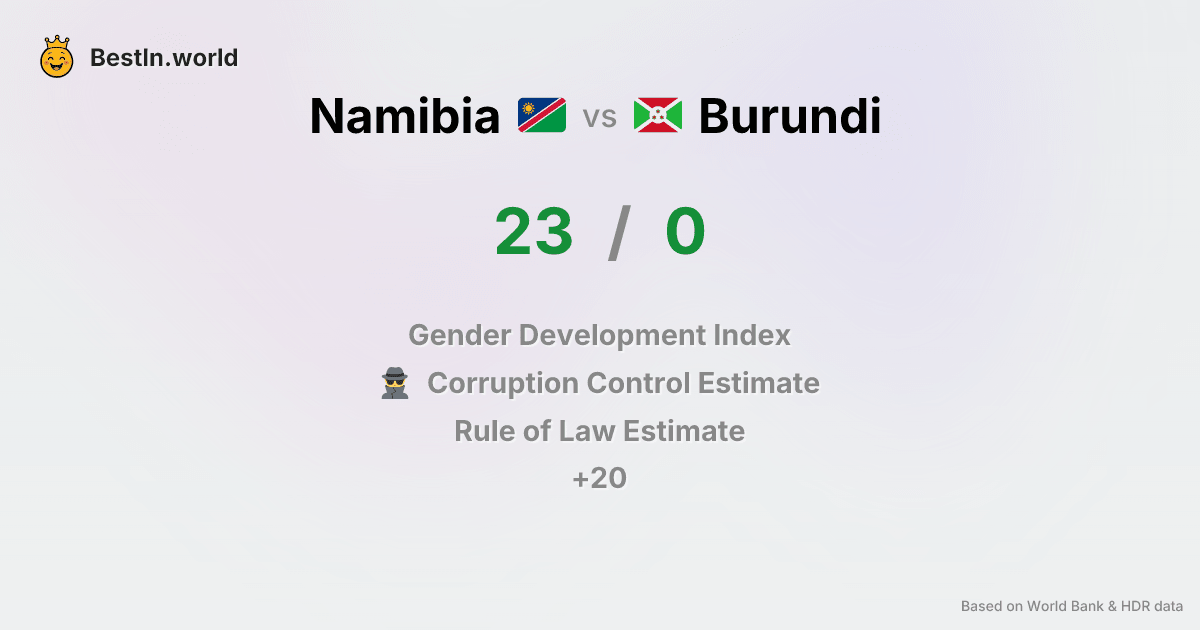 BestIn.world
Namibia vs Burundi
23 / 0
Gender Development Index
Corruption Control Estimate
Rule of Law Estimate
+20
Based on World Bank & HDR data